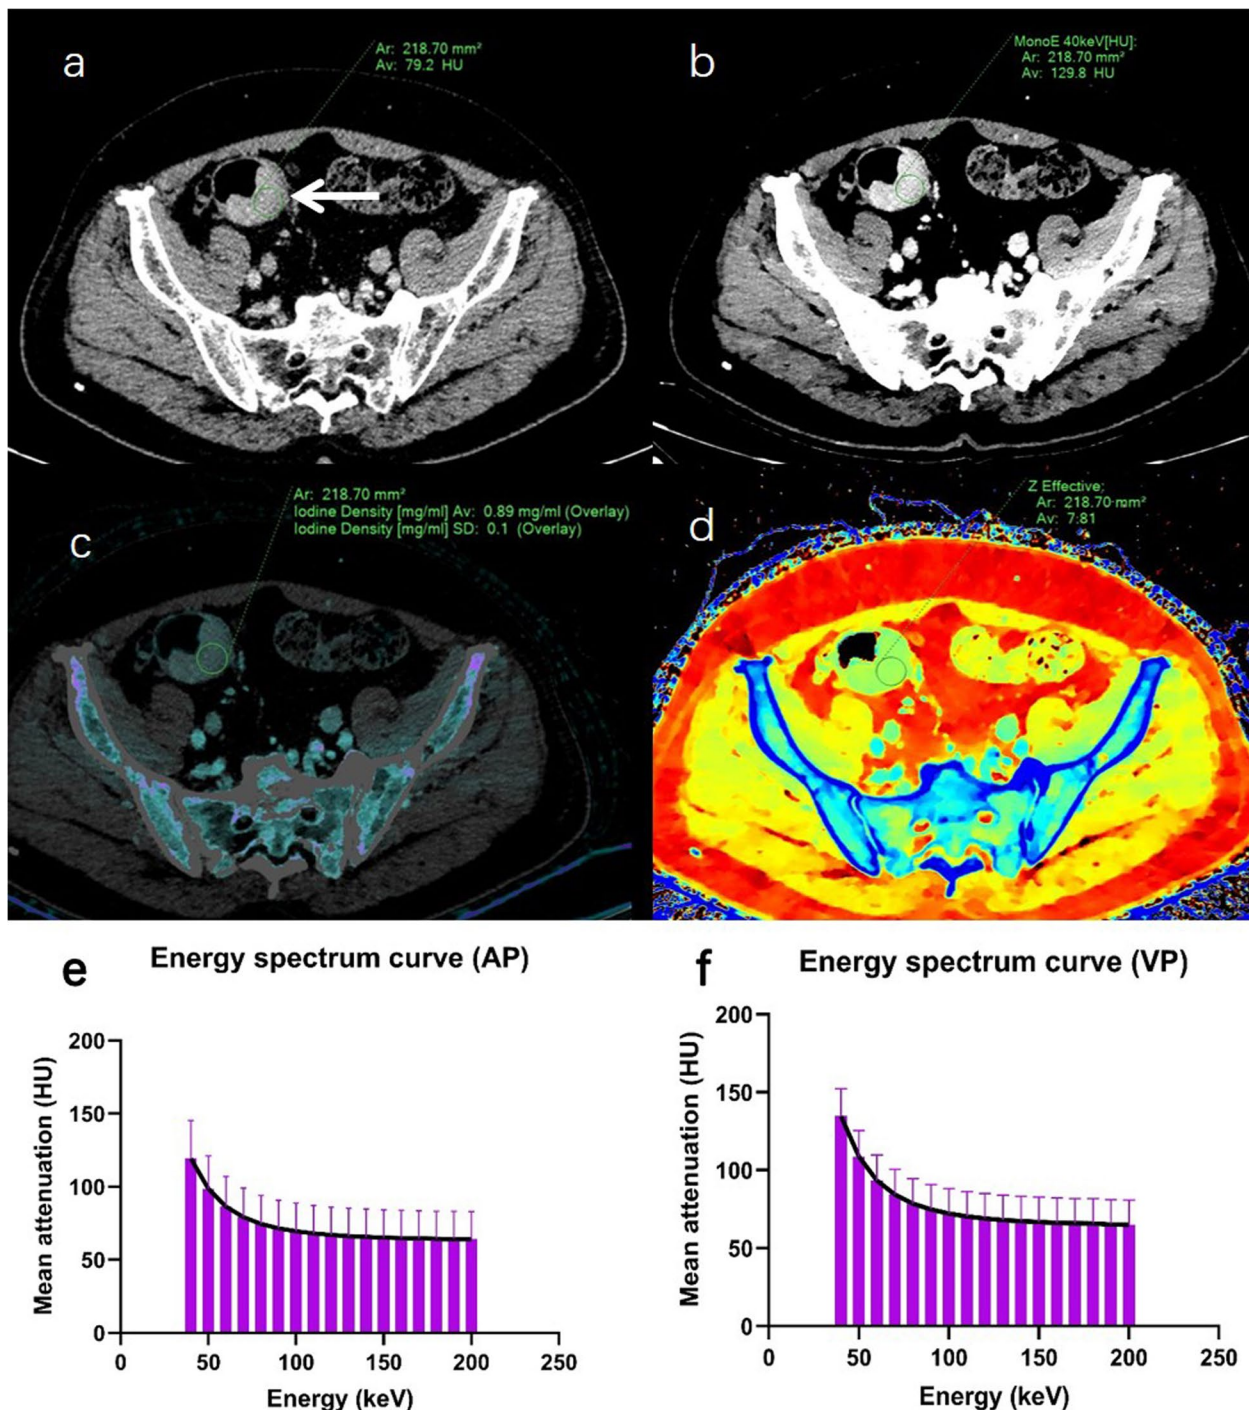 a
Ar: 218.70 mm²
Av: 79.2 HU
b
MonoE 40keV[HU]:
Ar: 218.70 mm²
Av: 129.8 HU
c
Ar: 218.70 mm²
Iodine Density [mg/ml] Av: 0.89 mg/ml (Overlay)
Iodine Density [mg/ml] SD: 0.1 (Overlay)
d
Z Effective:
Ar: 218.70 mm²
Av: 7.81
e
Energy spectrum curve (AP)
Mean attenuation (HU)
200
150
100
50
0
0 50 100 150 200 250
Energy (keV)
f
Energy spectrum curve (VP)
Mean attenuation (HU)
200
150
100
50
0
0 50 100 150 200 250
Energy (keV)